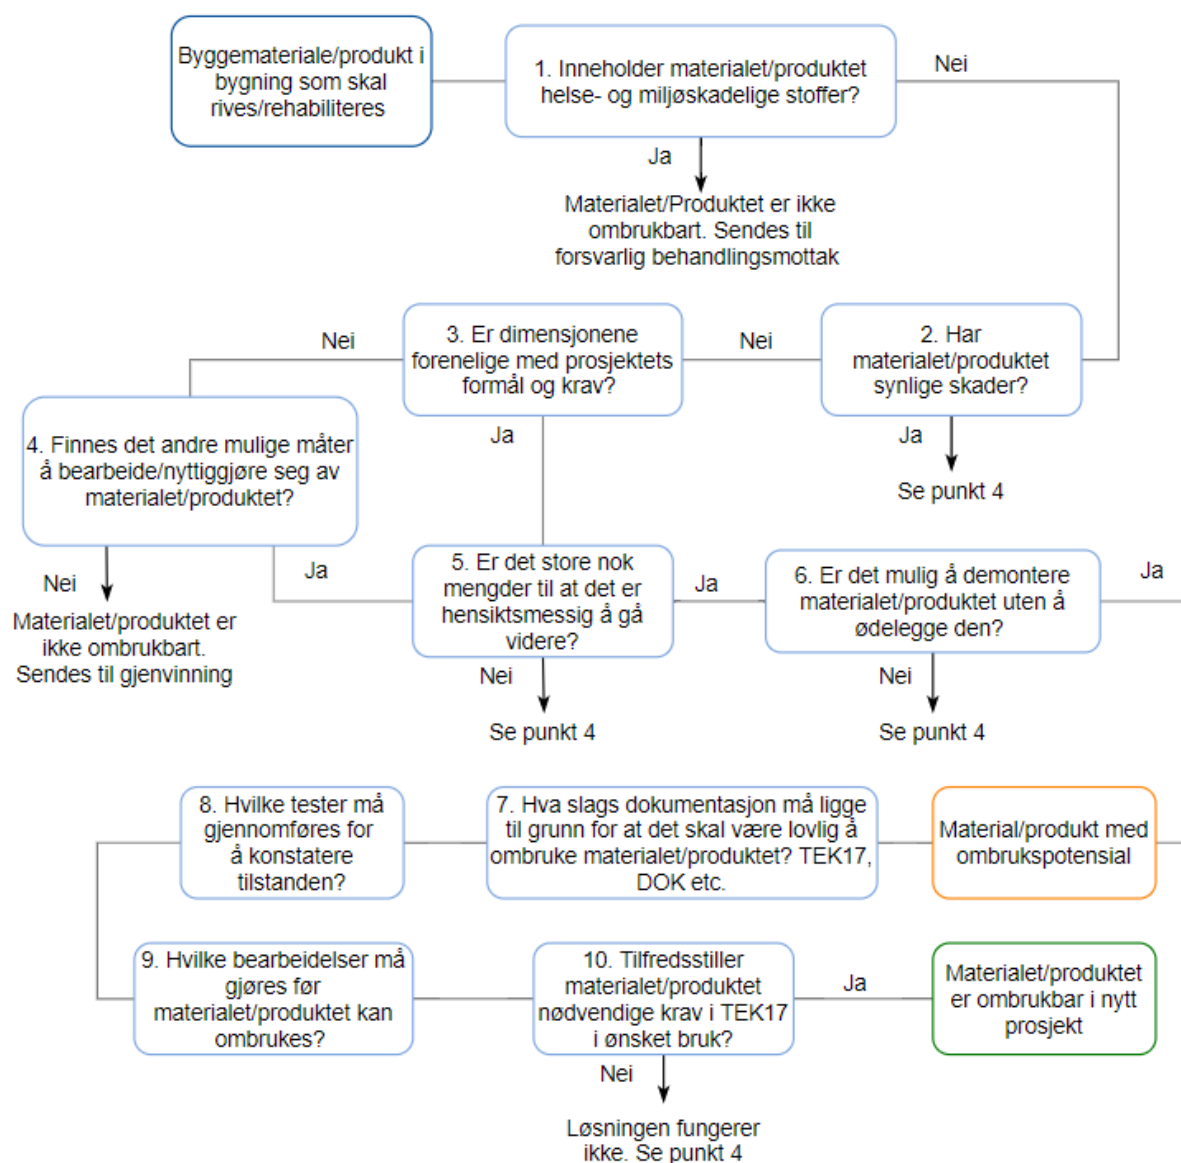 Byggemateriale/produkt i
bygning som skal
rives/rehabiliteres
1. Inneholder materialet/produktet
helse- og miljøskadelige stoffer?
Nei
Ja
Materialet/Produktet er ikke
ombrukbart. Sendes til
forsvarlig behandlingsmottak
2. Har
materialet/produktet
synlige skader?
Nei
Ja
Se punkt 4
3. Er dimensjonene
forenelige med prosjektets
formål og krav?
Nei
Ja
4. Finnes det andre mulige måter
å bearbeide/nyttiggjøre seg av
materialet/produktet?
Nei
Materialet/produktet er
ikke ombrukbart.
Sendes til gjenvinning
Ja
5. Er det store nok
mengder til at det er
hensiktsmessig å gå
videre?
Nei
Se punkt 4
Ja
6. Er det mulig å demontere
materialet/produktet uten å
ødelegge den?
Nei
Se punkt 4
Ja
Material/produkt med
ombrukspotensial
7. Hva slags dokumentasjon må ligge
til grunn for at det skal være lovlig å
ombruke materialet/produktet? TEK17,
DOK etc.
8. Hvilke tester må
gjennomføres for
å konstatere
tilstanden?
9. Hvilke bearbeidelser må
gjøres før
materialet/produktet kan
ombrukes?
10. Tilfredsstiller
materialet/produktet
nødvendige krav i TEK17
i ønsket bruk?
Ja
Materialet/produktet
er ombrukbar i nytt
prosjekt
Nei
Løsningen fungerer
ikke. Se punkt 4